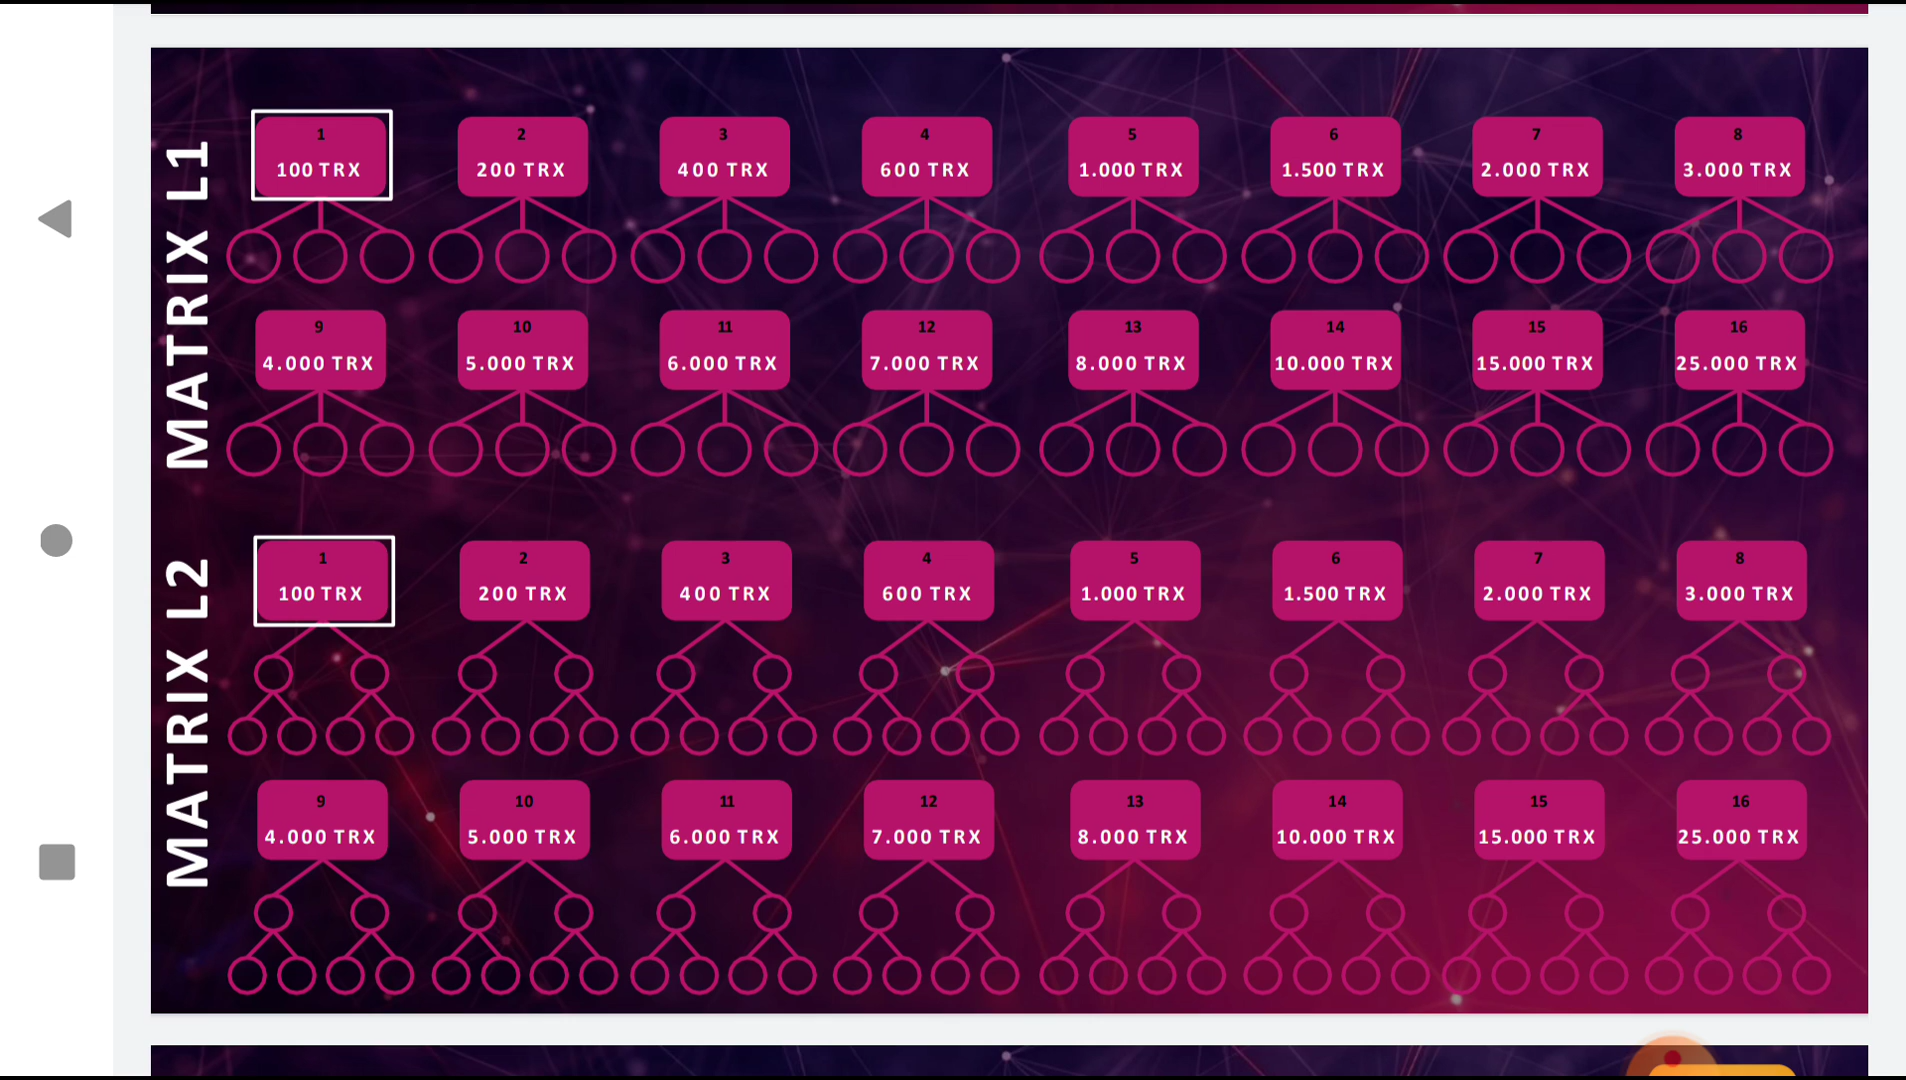 MATRIX L1
1 2 3 4 5 6 7 8
100 TRX 200 TRX 400 TRX 600 TRX 1.000 TRX 1.500 TRX 2.000 TRX 3.000 TRX
9 10 11 12 13 14 15 16
4.000 TRX 5.000 TRX 6.000 TRX 7.000 TRX 8.000 TRX 10.000 TRX 15.000 TRX 25.000 TRX
MATRIX L2
1 2 3 4 5 6 7 8
100 TRX 200 TRX 400 TRX 600 TRX 1.000 TRX 1.500 TRX 2.000 TRX 3.000 TRX
9 10 11 12 13 14 15 16
4.000 TRX 5.000 TRX 6.000 TRX 7.000 TRX 8.000 TRX 10.000 TRX 15.000 TRX 25.000 TRX